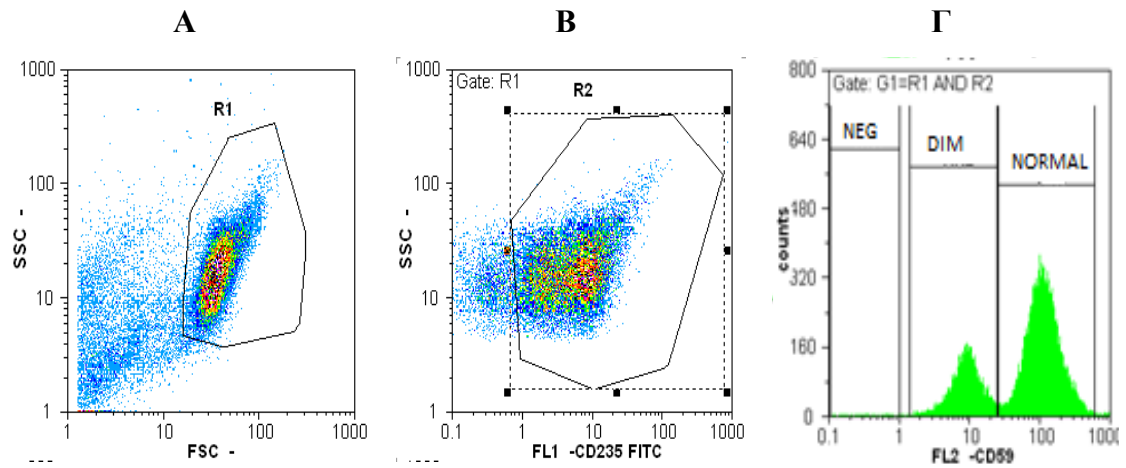 Α
Β
Γ
1000
100
10
1
R1
SSC -
1 10 100 1000
FSC -
1000
100
10
1
Gate: R1
R2
SSC -
0.1 1 10 100 1000
FL1 -CD235 FITC
800
640
480
320
160
0
Gate: G1=R1 AND R2
NEG
DIM
NORMAL
counts
0.1 1 10 100 1000
FL2 -CD59